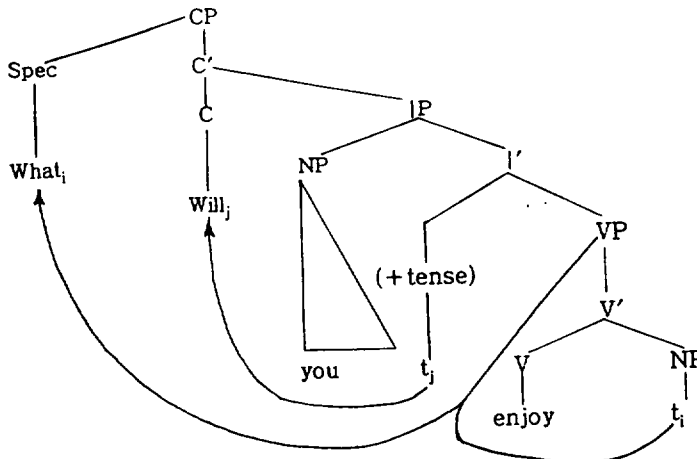 CP
Spec C'
C IP
What_i NP I'
Will_j VP
(+tense)
V'
V NP
you t_j enjoy t_i